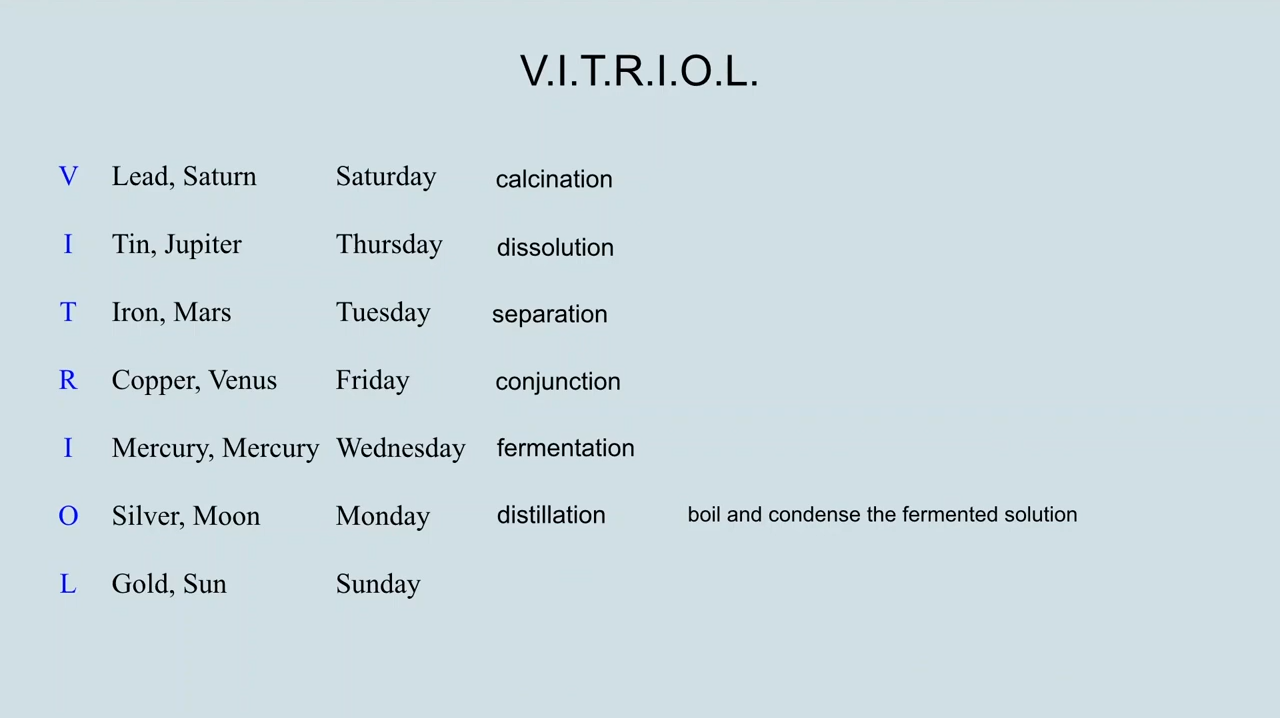 V.I.T.R.I.O.L.
V Lead, Saturn Saturday calcination
I Tin, Jupiter Thursday dissolution
T Iron, Mars Tuesday separation
R Copper, Venus Friday conjunction
I Mercury, Mercury Wednesday fermentation
O Silver, Moon Monday distillation boil and condense the fermented solution
L Gold, Sun Sunday